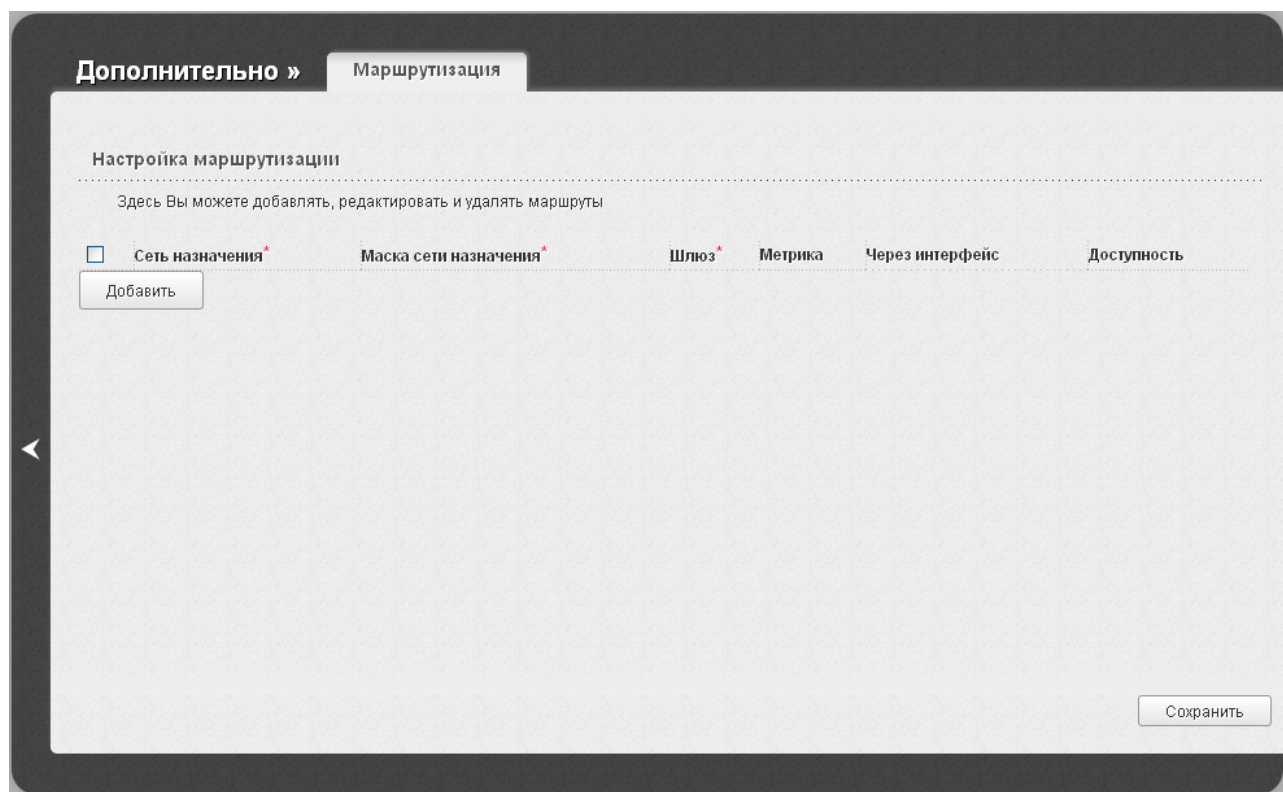 Дополнительно » Маршрутизация
Настройка маршрутизации
Здесь Вы можете добавлять, редактировать и удалять маршруты
Сеть назначения* Маска сети назначения* Шлюз* Метрика Через интерфейс Доступность
Добавить
Сохранить